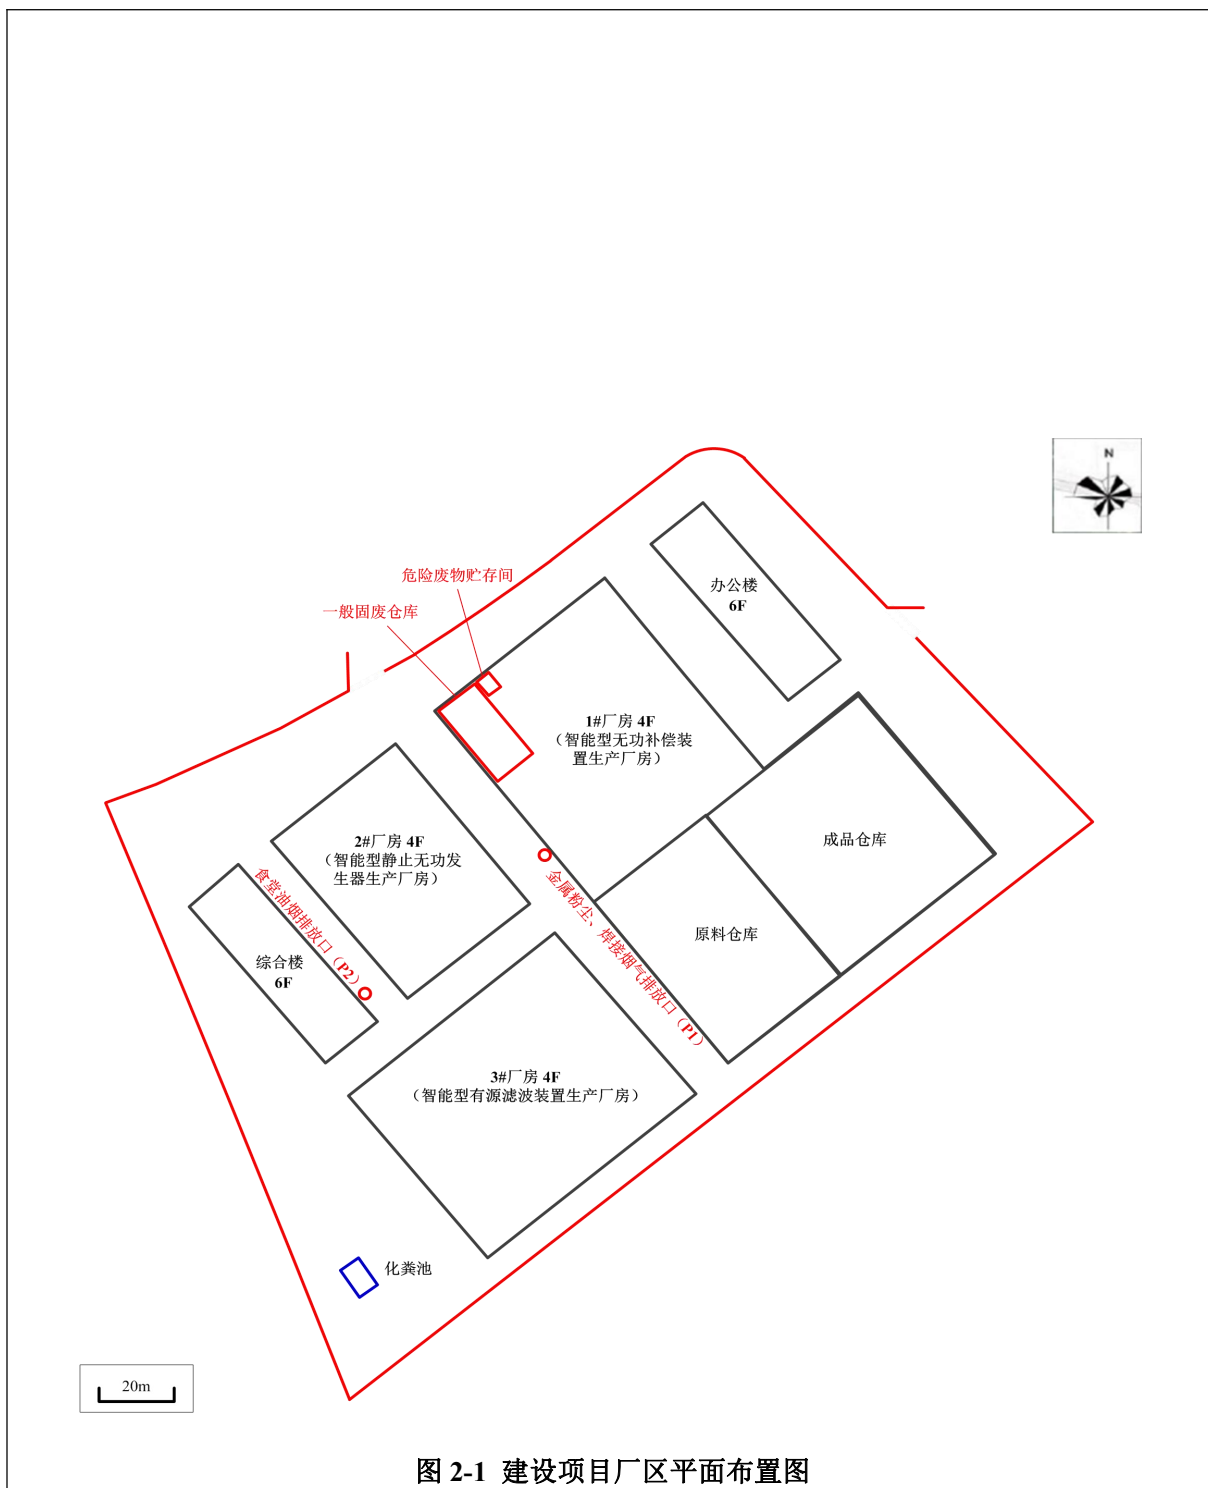 N
危险废物贮存间
一般固废仓库
办公楼
6F
1#厂房 4F
（智能型无功补偿装
置生产厂房）
2#厂房 4F
（智能型静止无功发
生器生产厂房）
成品仓库
食堂油烟排放口（P2）
金属粉尘、焊接烟气排放口（P1）
原料仓库
综合楼
6F
3#厂房 4F
（智能型有源滤波装置生产厂房）
化粪池
20m
图 2-1 建设项目厂区平面布置图